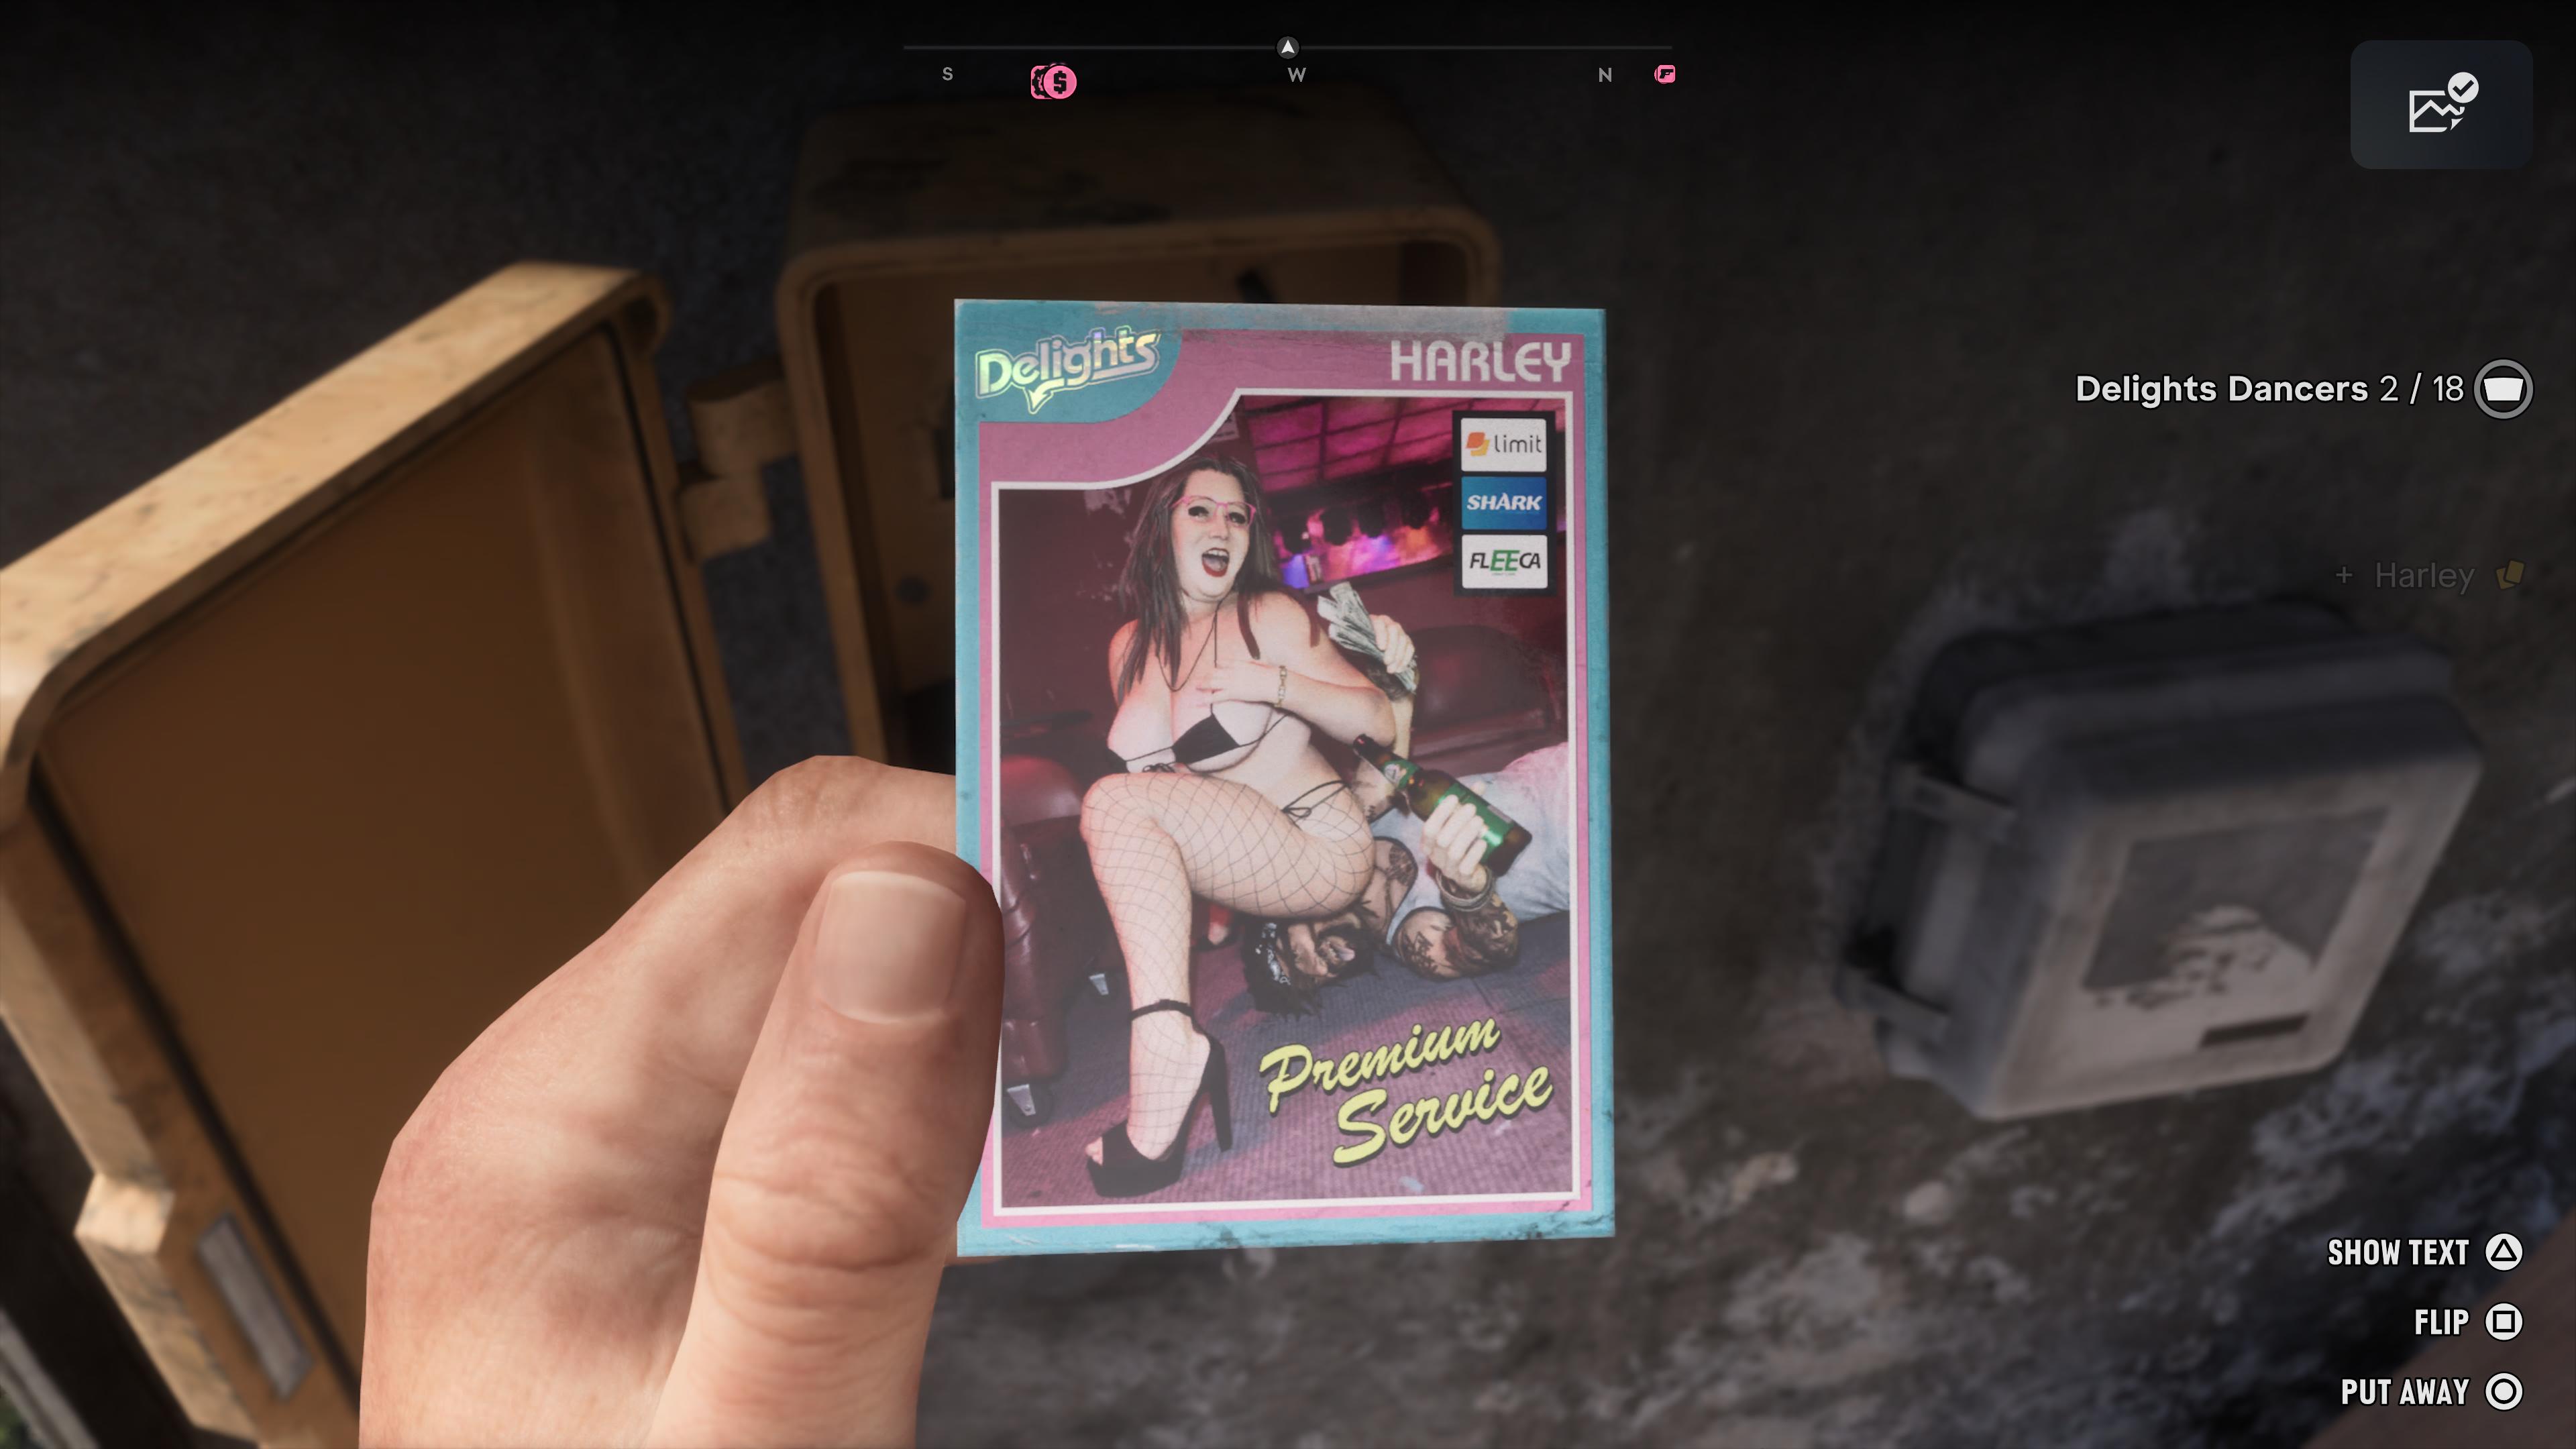 S
W
N
$
Delights
HARLEY
limit
SHARK
FLEECA
Delights Dancers 2 / 18
+ Harley
Premium
Service
SHOW TEXT
FLIP
PUT AWAY